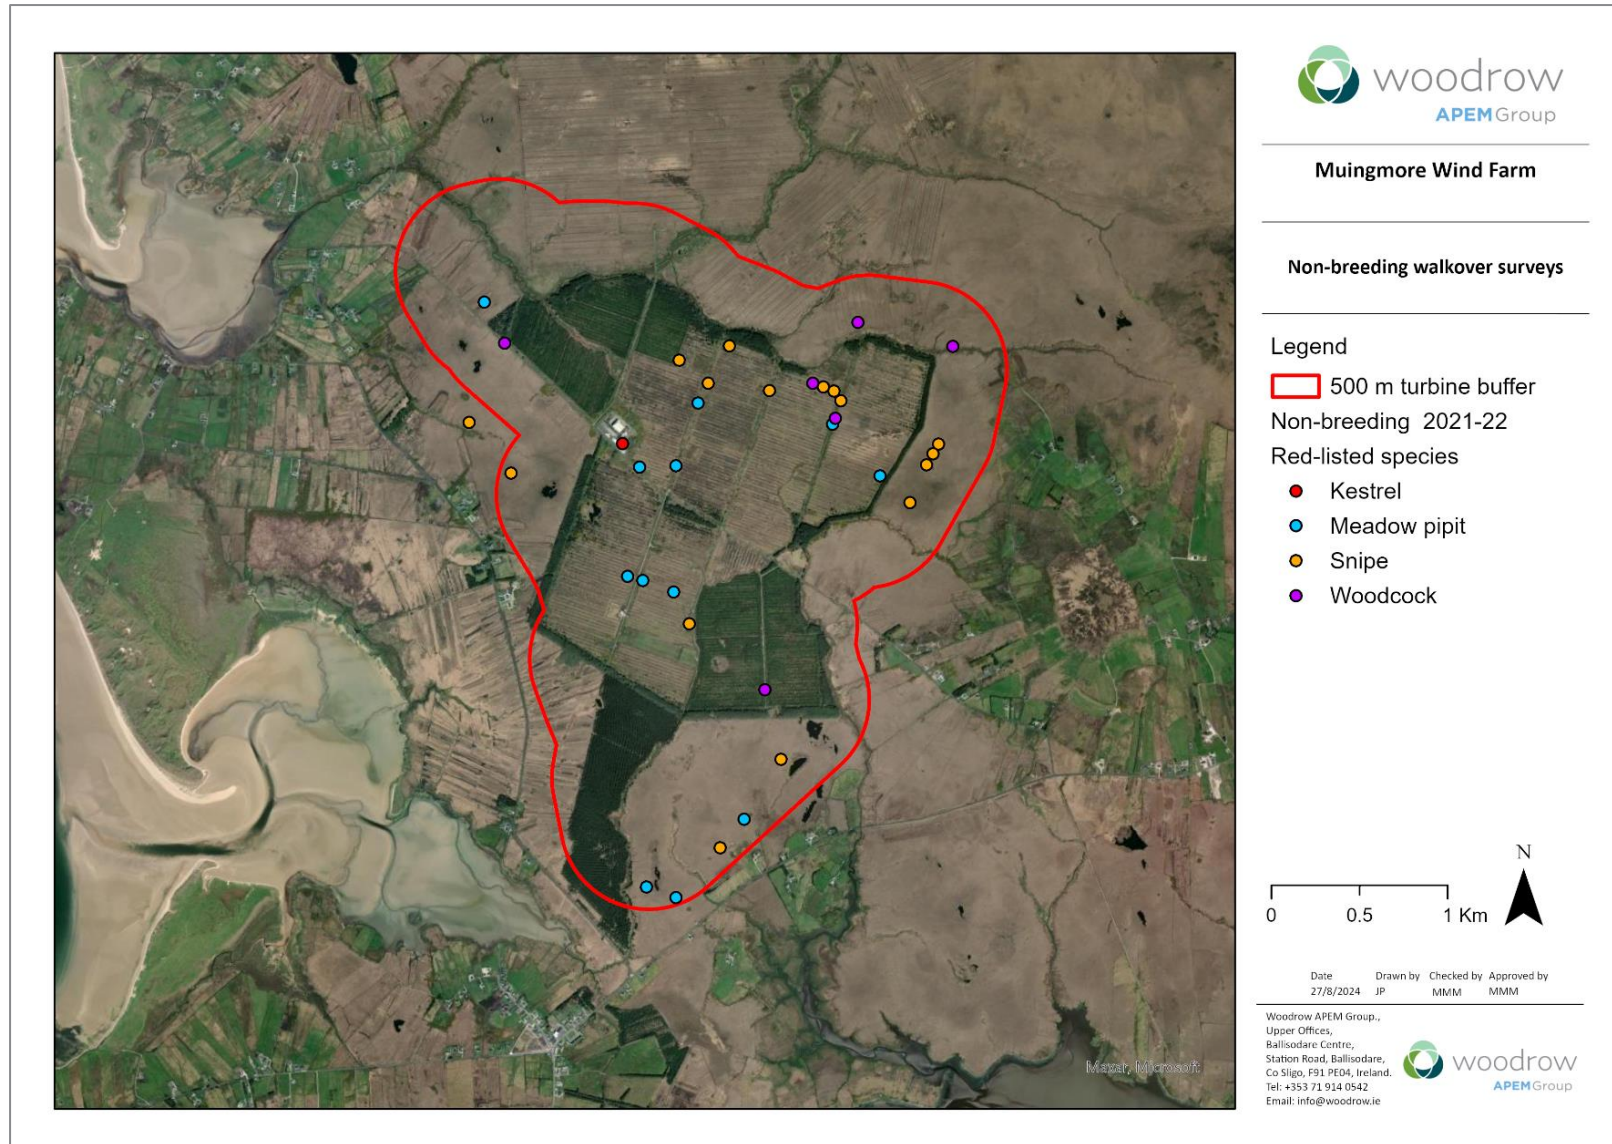 woodrow
APEMGroup
Muingmore Wind Farm
Non-breeding walkover surveys
Legend
500 m turbine buffer
Non-breeding 2021-22
Red-listed species
Kestrel
Meadow pipit
Snipe
Woodcock
N
0 0.5 1 Km
Date Drawn by Checked by Approved by
27/8/2024 JP MMM MMM
Woodrow APEM Group.,
Upper Offices,
Ballisodare Centre,
Station Road, Ballisodare,
Co Sligo, F91 PE04, Ireland.
Tel: +353 71 914 0542
Email: info@woodrow.ie
woodrow
APEMGroup
Maxar, Microsoft